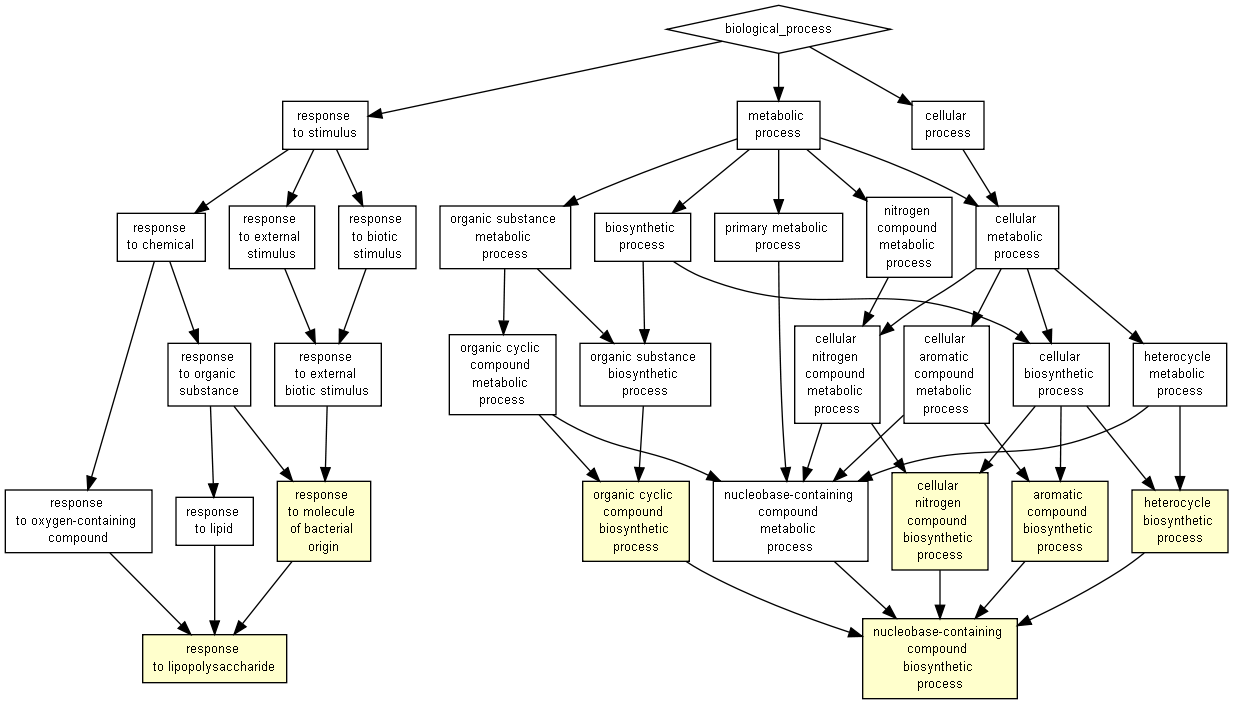 biological_process
response
to stimulus
metabolic
process
cellular
process
response
to chemical
response
to external
stimulus
response
to biotic
stimulus
organic substance
metabolic
process
biosynthetic
process
primary metabolic
process
nitrogen
compound
metabolic
process
cellular
metabolic
process
response
to organic
substance
response
to external
biotic stimulus
organic cyclic
compound
metabolic
process
organic substance
biosynthetic
process
cellular
nitrogen
compound
metabolic
process
cellular
aromatic
compound
metabolic
process
cellular
biosynthetic
process
heterocycle
metabolic
process
response
to oxygen-containing
compound
response
to lipid
response
to molecule
of bacterial
origin
organic cyclic
compound
biosynthetic
process
nucleobase-containing
compound
metabolic
process
cellular
nitrogen
compound
biosynthetic
process
aromatic
compound
biosynthetic
process
heterocycle
biosynthetic
process
response
to lipopolysaccharide
nucleobase-containing
compound
biosynthetic
process